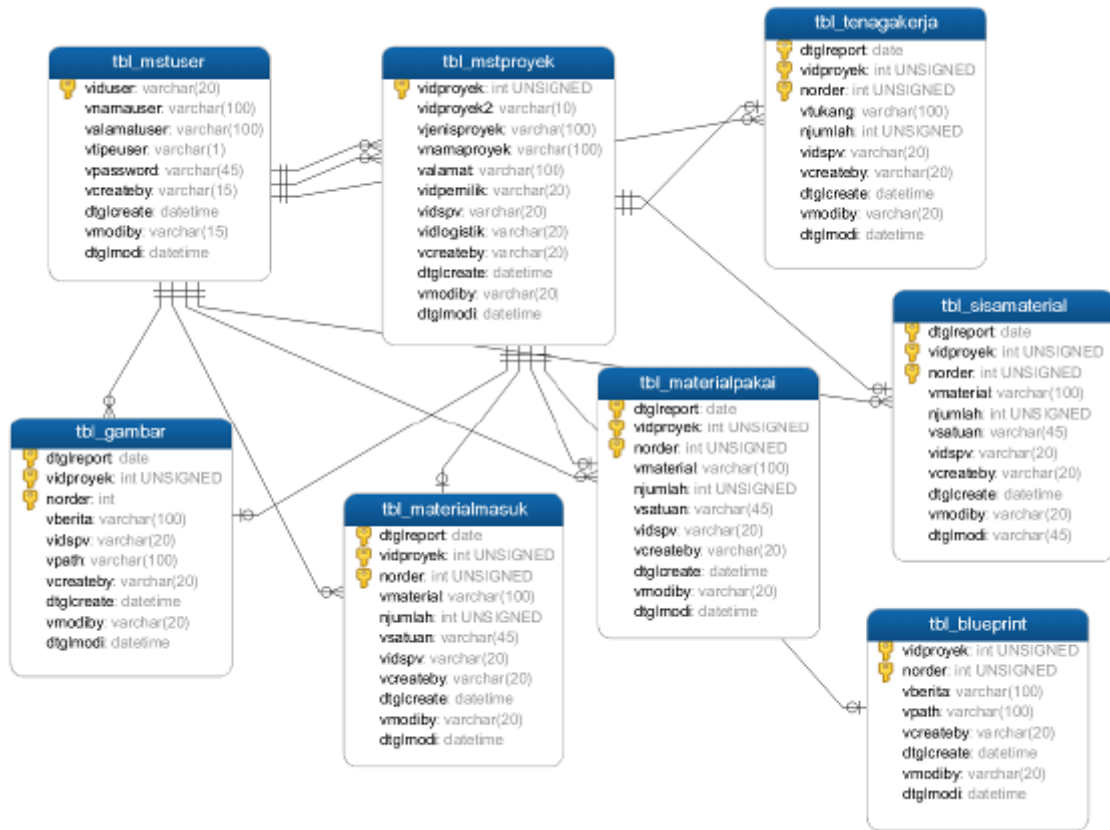 tbl_mstuser
viduser: varchar(20)
vnamauser: varchar(100)
valamatuser: varchar(100)
vtipeuser: varchar(1)
vpassword: varchar(45)
vcreateby: varchar(15)
dtglcreate: datetime
vmodiby: varchar(15)
dtglmodi: datetime
tbl_mstproyek
vidproyek: int UNSIGNED
vidproyek2: varchar(10)
vjenisproyek: varchar(100)
vnamaproyek: varchar(100)
valamat: varchar(100)
vidpemilik: varchar(20)
vidspv: varchar(20)
vidlogistik: varchar(20)
vcreateby: varchar(20)
dtglcreate: datetime
vmodiby: varchar(20)
dtglmodi: datetime
tbl_tenagakerja
dtglreport: date
vidproyek: int UNSIGNED
norder: int UNSIGNED
vtukang: varchar(100)
njumlah: int UNSIGNED
vidspv: varchar(20)
vcreateby: varchar(20)
dtglcreate: datetime
vmodiby: varchar(20)
dtglmodi: datetime
tbl_sisamaterial
dtglreport: date
vidproyek: int UNSIGNED
norder: int UNSIGNED
vmaterial: varchar(100)
njumlah: int UNSIGNED
vsatuan: varchar(45)
vidspv: varchar(20)
vcreateby: varchar(20)
dtglcreate: datetime
vmodiby: varchar(20)
dtglmodi: varchar(45)
tbl_materialpakai
dtglreport: date
vidproyek: int UNSIGNED
norder: int UNSIGNED
vmaterial: varchar(100)
njumlah: int UNSIGNED
vsatuan: varchar(45)
vidspv: varchar(20)
vcreateby: varchar(20)
dtglcreate: datetime
vmodiby: varchar(20)
dtglmodi: datetime
tbl_gambar
dtglreport: date
vidproyek: int UNSIGNED
norder: int
vberita: varchar(100)
vidspv: varchar(20)
vpath: varchar(100)
vcreateby: varchar(20)
dtglcreate: datetime
vmodiby: varchar(20)
dtglmodi: datetime
tbl_materialmasuk
dtglreport: date
vidproyek: int UNSIGNED
norder: int UNSIGNED
vmaterial: varchar(100)
njumlah: int UNSIGNED
vsatuan: varchar(45)
vidspv: varchar(20)
vcreateby: varchar(20)
dtglcreate: datetime
vmodiby: varchar(20)
dtglmodi: datetime
tbl_blueprint
vidproyek: int UNSIGNED
norder: int UNSIGNED
vberita: varchar(100)
vpath: varchar(100)
vcreateby: varchar(20)
dtglcreate: datetime
vmodiby: varchar(20)
dtglmodi: datetime